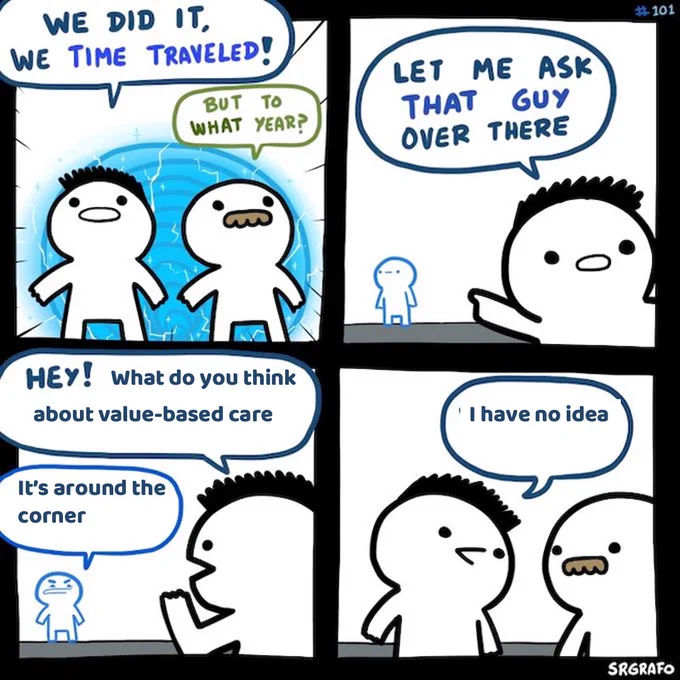 WE DID IT,
WE TIME TRAVELED!
BUT TO
WHAT YEAR?
#101
LET ME ASK
THAT GUY
OVER THERE
HEY! What do you think
about value-based care
It's around the
corner
I have no idea
SRGRAFO